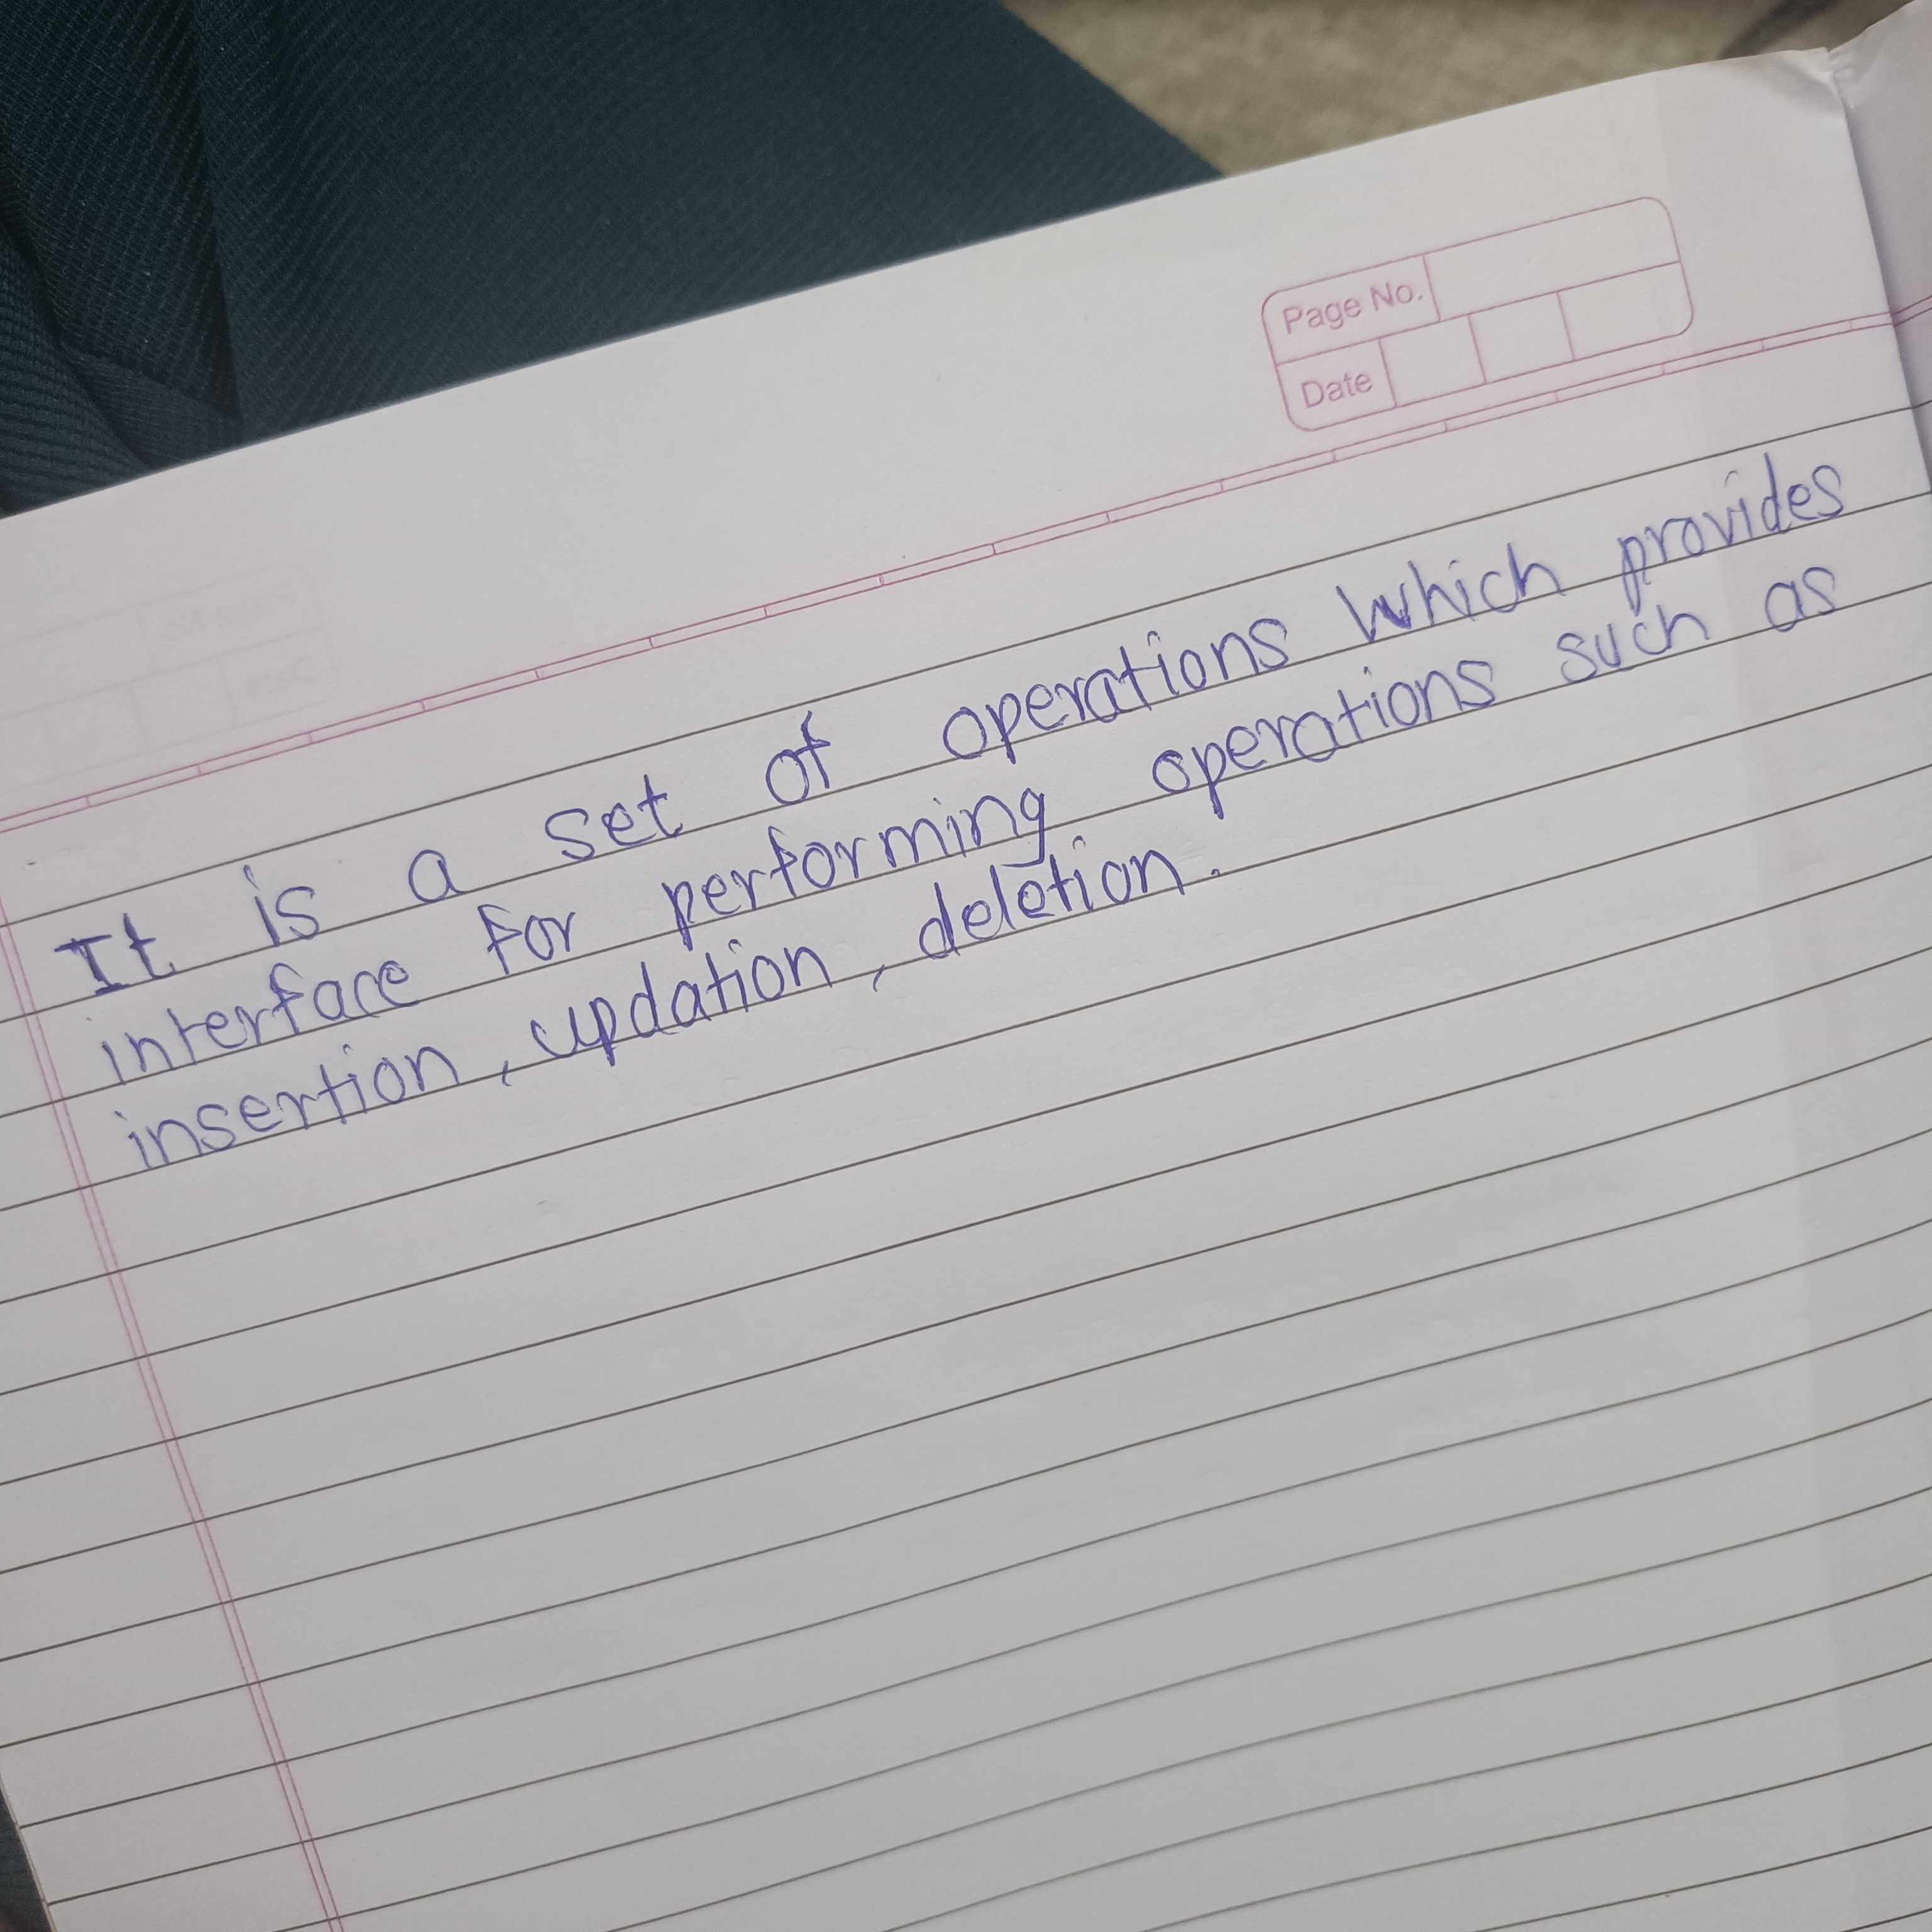 Page No.
Date
It is a set of operations which provides
interface for performing operations such as
insertion, updation, deletion.